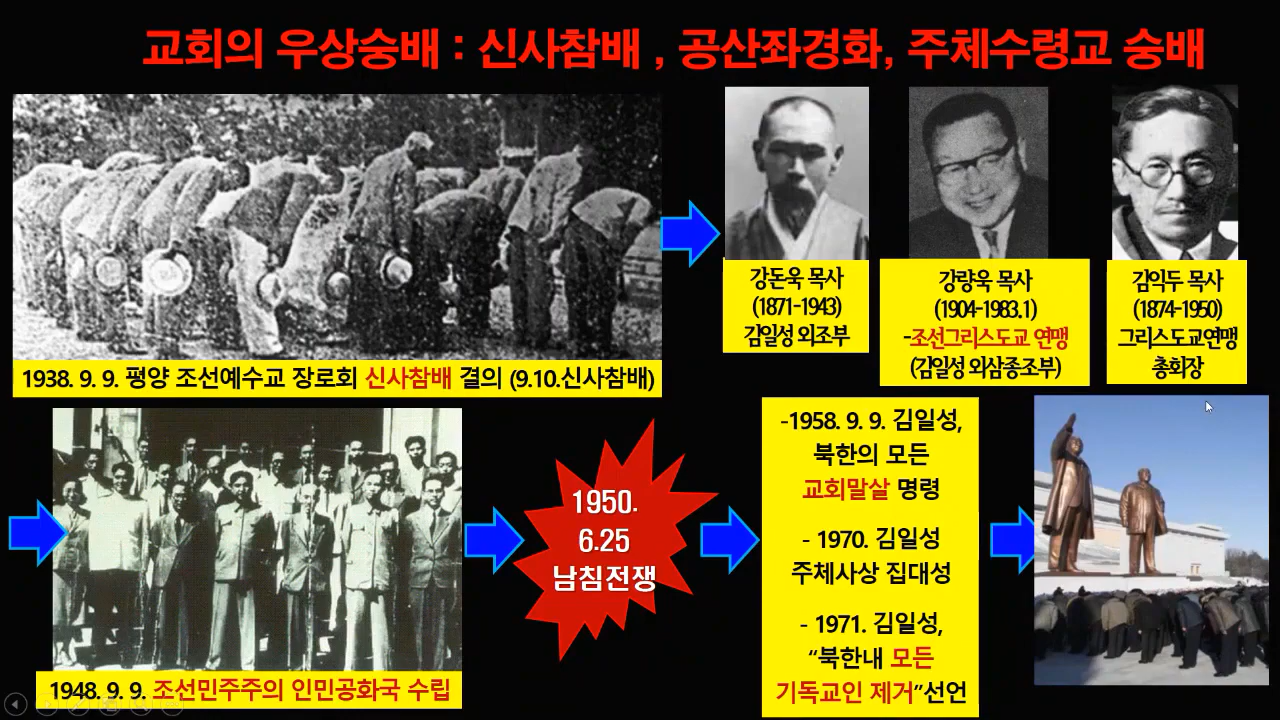 교회의 우상숭배 : 신사참배 , 공산좌경화, 주체수령교 숭배
1938. 9. 9. 평양 조선예수교 장로회 신사참배 결의 (9.10.신사참배)
강돈욱 목사
(1871-1943)
김일성 외조부
강량욱 목사
(1904-1983.1)
-조선그리스도교 연맹
(김일성 외삼종조부)
김익두 목사
(1874-1950)
그리스도교연맹
총회장
1948. 9. 9. 조선민주주의 인민공화국 수립
1950.
6.25
남침전쟁
-1958. 9. 9. 김일성,
북한의 모든
교회말살 명령
- 1970. 김일성
주체사상 집대성
- 1971. 김일성,
“북한내 모든
기독교인 제거”선언